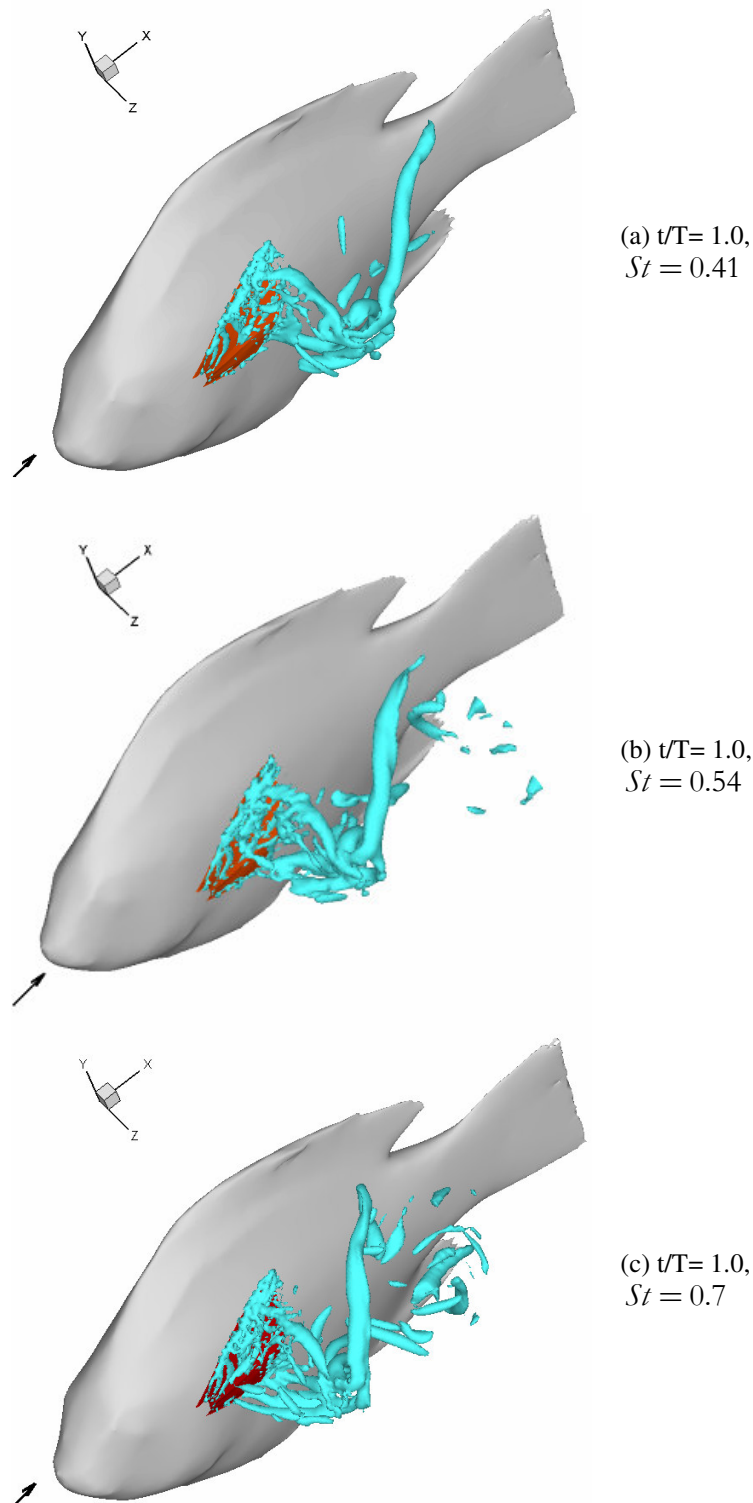 Y
X
Z
(a) t/T= 1.0,
St = 0.41
Y
X
Z
(b) t/T= 1.0,
St = 0.54
Y
X
Z
(c) t/T= 1.0,
St = 0.7